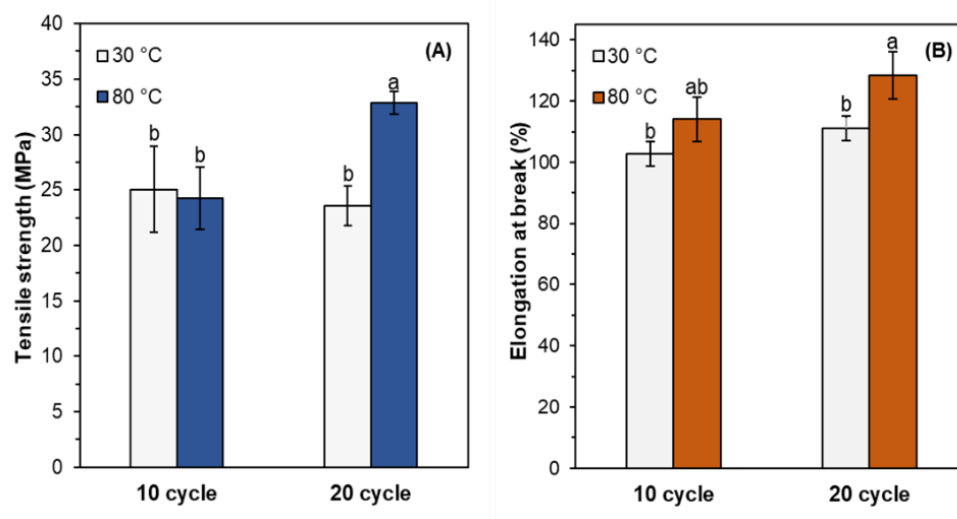 (A)
30 °C
80 °C
Tensile strength (MPa)
40
35
30
25
20
15
10
5
0
b
b
b
a
10 cycle
20 cycle
(B)
30 °C
80 °C
Elongation at break (%)
140
120
100
80
60
40
20
0
b
ab
b
a
10 cycle
20 cycle